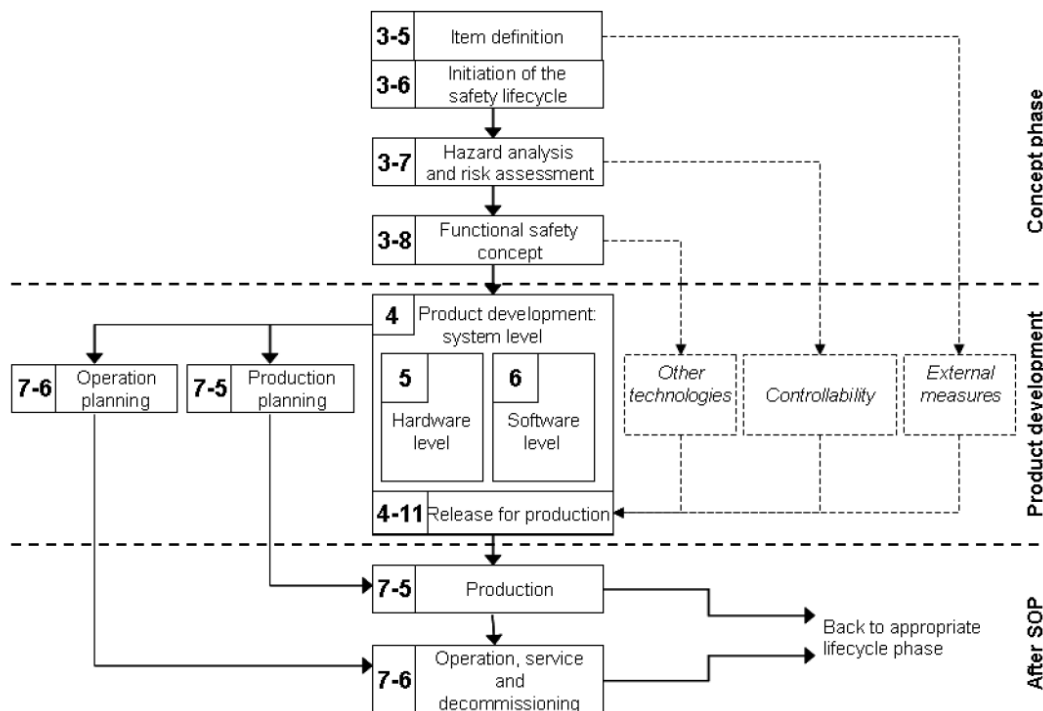 3-5 Item definition
3-6 Initiation of the
safety lifecycle
3-7 Hazard analysis
and risk assessment
3-8 Functional safety
concept
Concept phase
4 Product development:
system level
7-6 Operation
planning
7-5 Production
planning
5
Hardware
level
6
Software
level
Other
technologies
Controllability
External
measures
4-11 Release for production
Product development
7-5 Production
7-6 Operation, service
and
decommissioning
Back to appropriate
lifecycle phase
After SOP